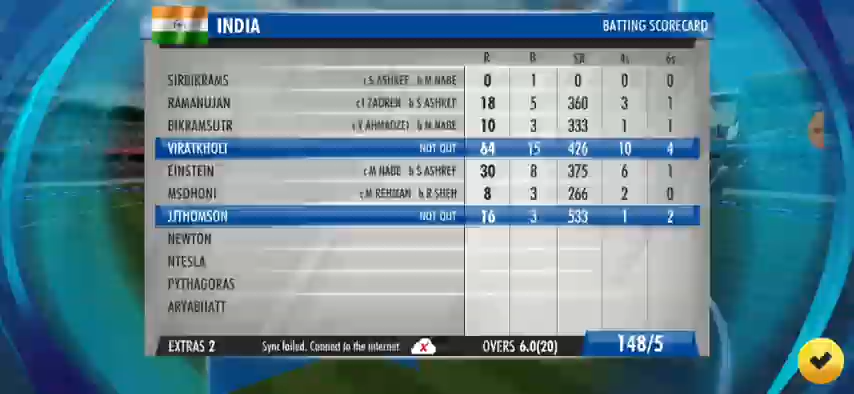 INDIA BATTING SCORECARD
R B SR 4s 6s
SIRBIKRAMS c S ASHREF b M NABE 0 1 0 0 0
RAMANUJAN c I ZADREN b S ASHREF 18 5 360 3 1
BIKRAMSUTR c Y AHMADZEI b M NABE 10 3 333 1 1
VIRATKHOLI NOT OUT 64 15 426 10 4
EINSTEIN c M NABE b S ASHREF 30 8 375 6 1
MSDHONI c M REHMAN b R SHEH 8 3 266 2 0
JJTHOMSON NOT OUT 16 3 533 1 2
NEWTON
NTESLA
PYTHAGORAS
ARYABHATT
EXTRAS 2 Sync failed. Connect to the internet OVERS 6.0(20) 148/5